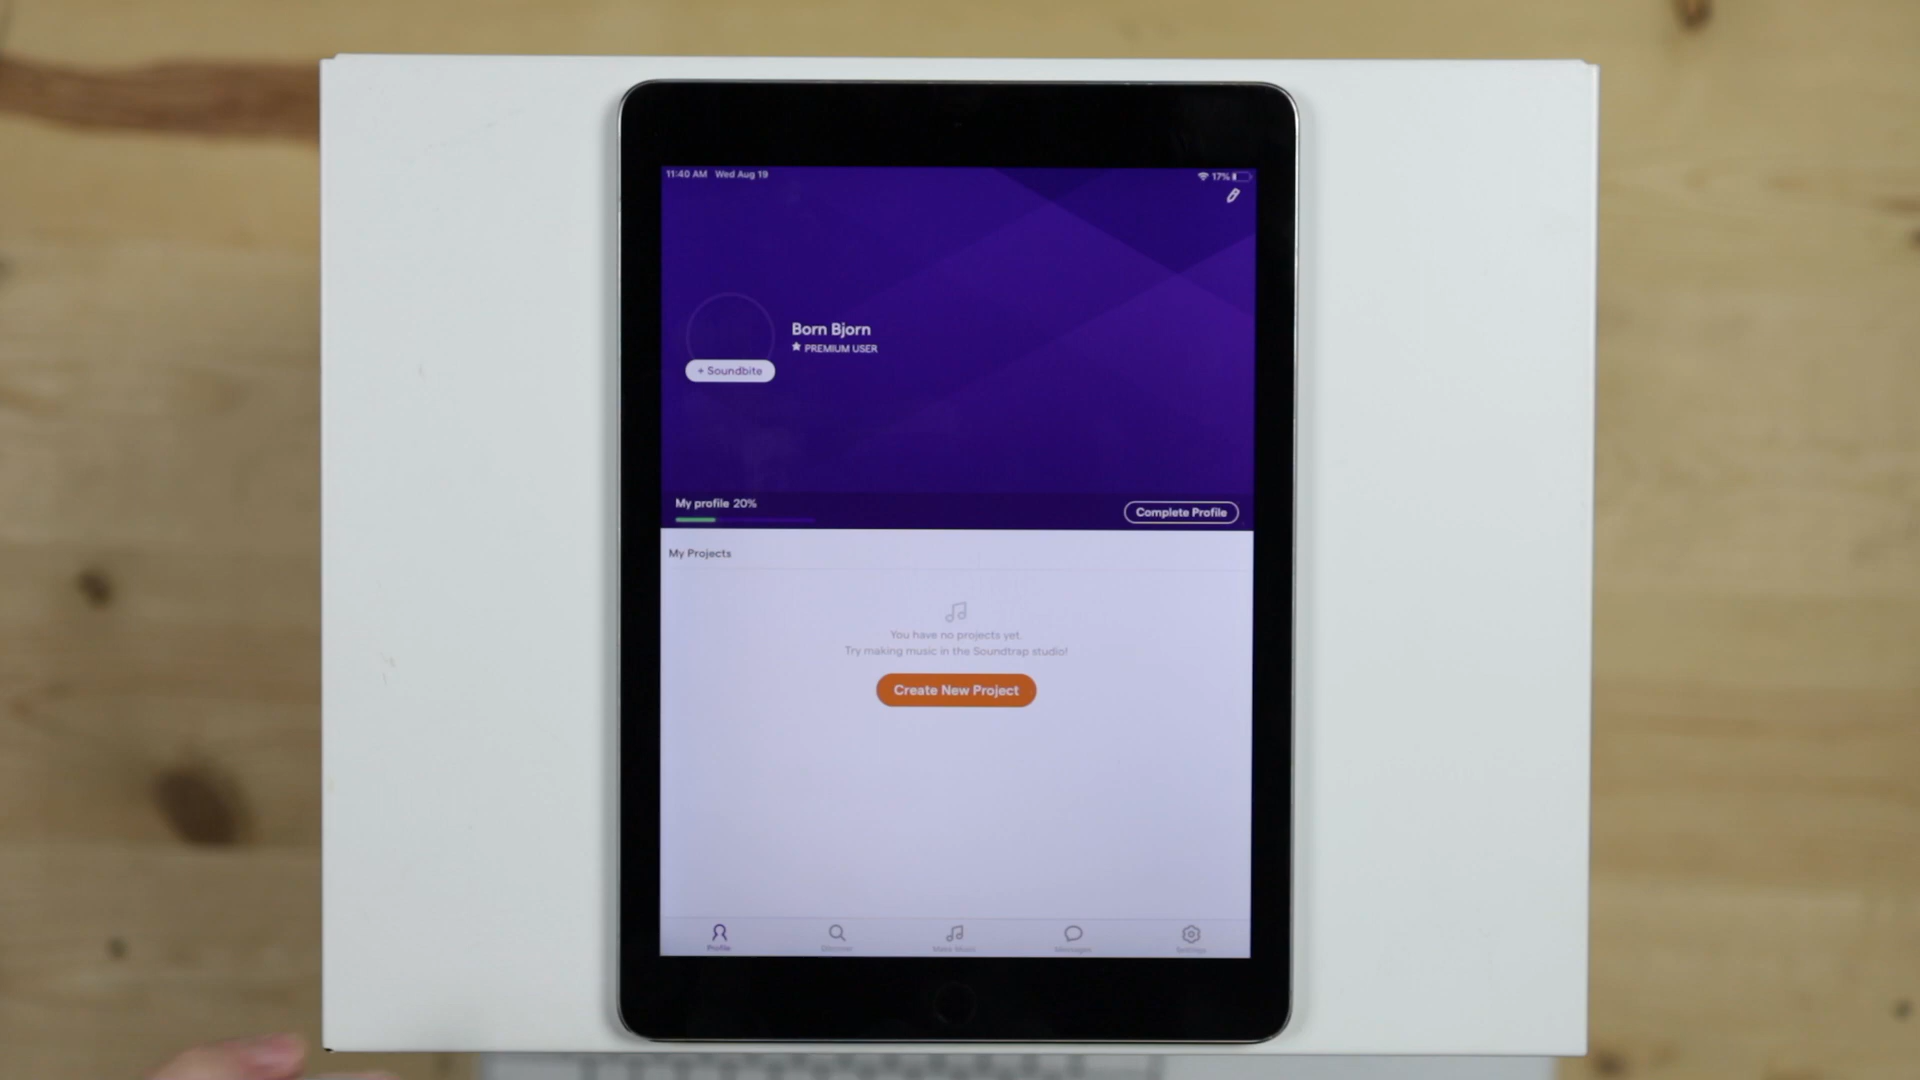 11:40 AM Wed Aug 19
17%
Born Bjorn
PREMIUM USER
+ Soundbite
My profile 20%
Complete Profile
My Projects
You have no projects yet.
Try making music in the Soundtrap studio!
Create New Project
Profile
Discover
Make Music
Messages
Settings